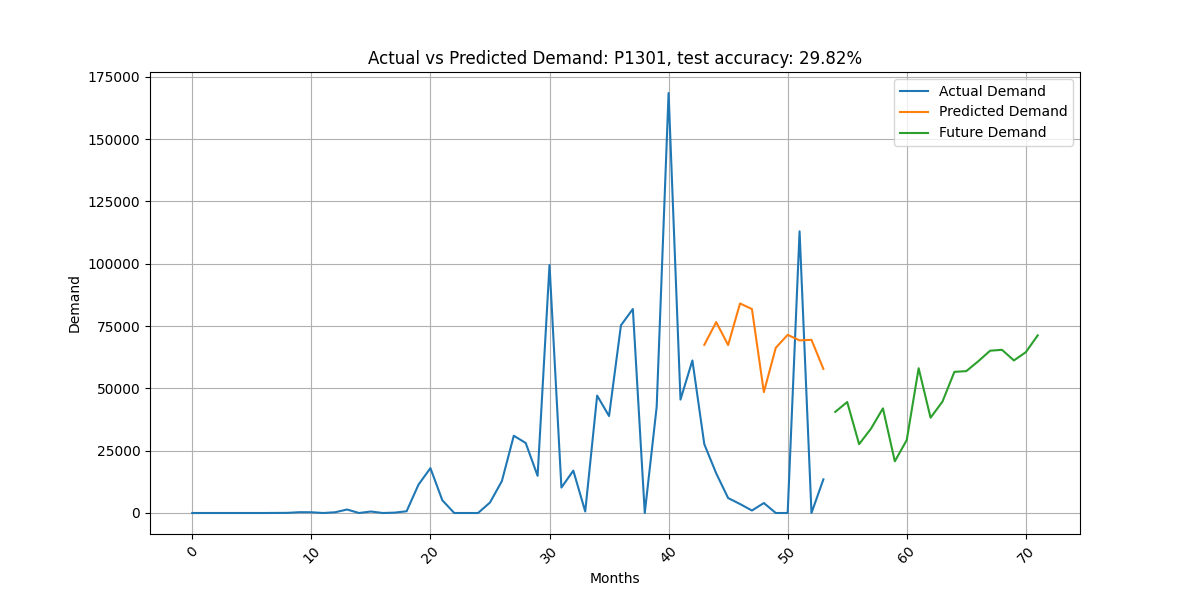 Actual vs Predicted Demand: P1301, test accuracy: 29.82%
175000
150000
125000
100000
75000
50000
25000
0
Demand
Actual Demand
Predicted Demand
Future Demand
0 10 20 30 40 50 60 70
Months